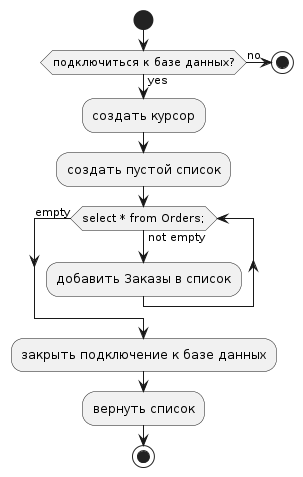 подключиться к базе данных?
no
yes
создать курсор
создать пустой список
empty
select * from Orders;
not empty
добавить Заказы в список
закрыть подключение к базе данных
вернуть список